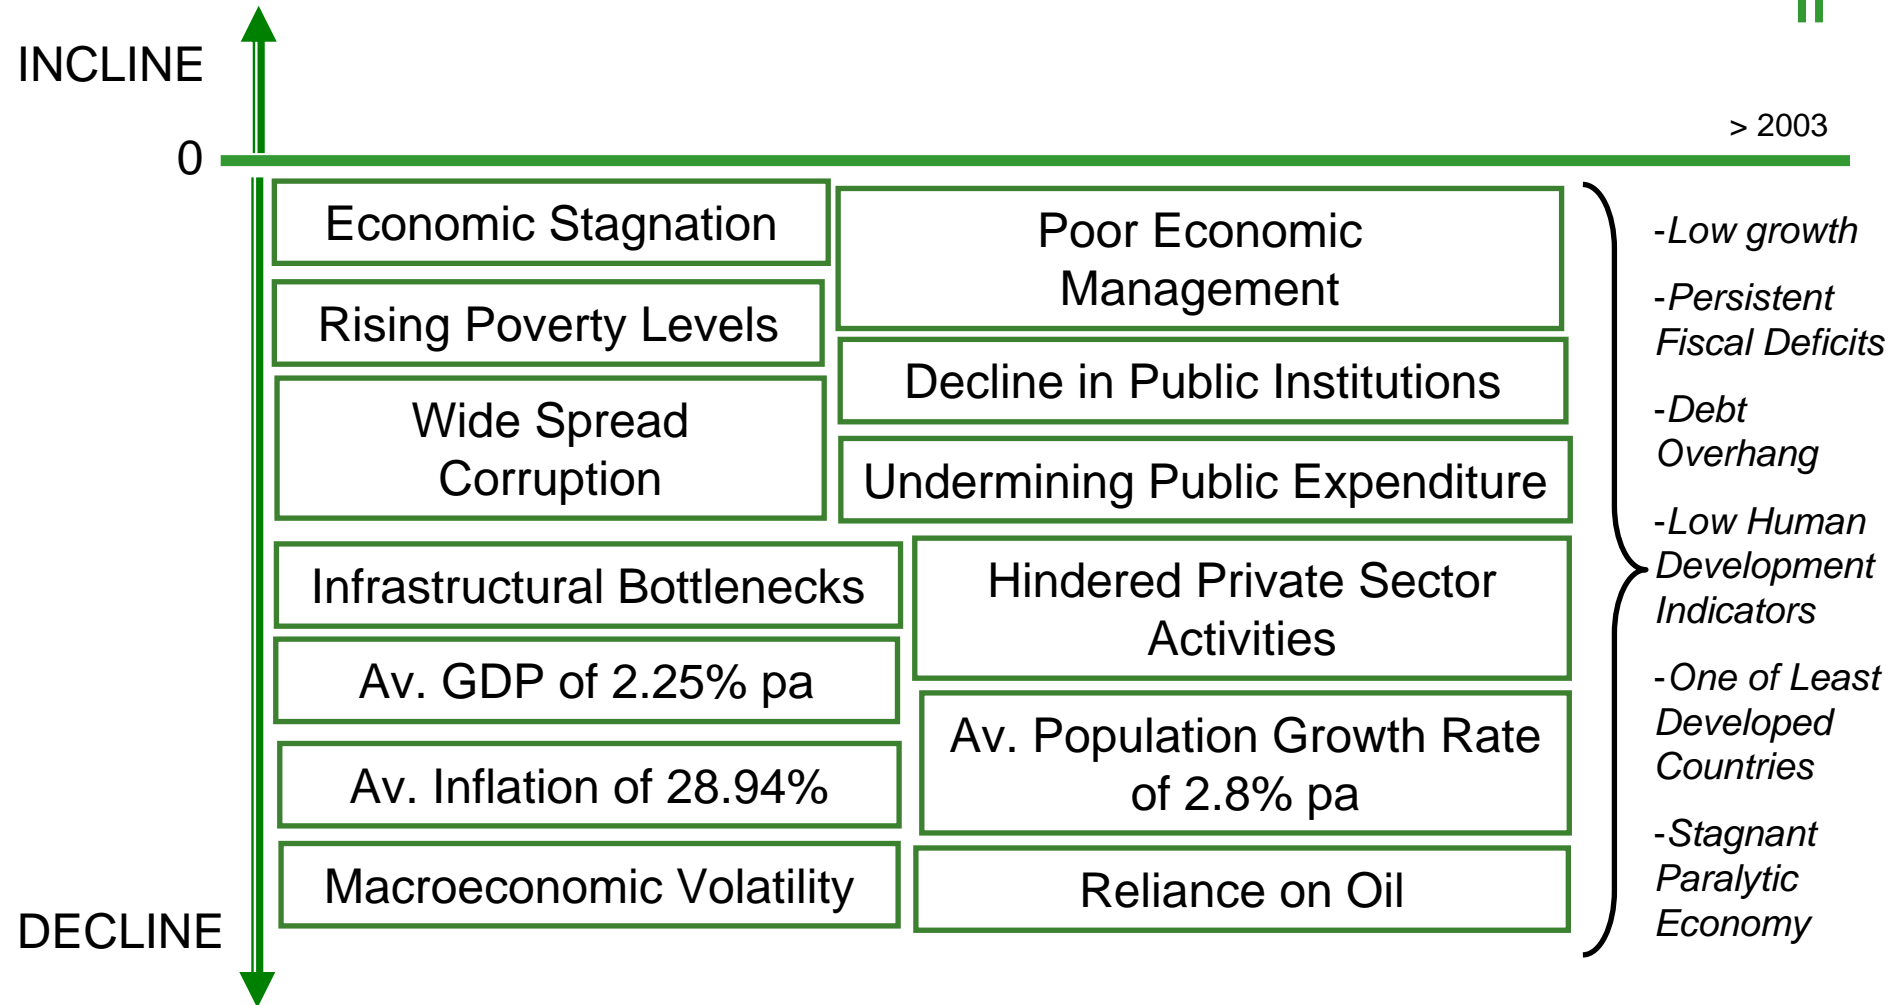 INCLINE
> 2003
0
Economic Stagnation
Rising Poverty Levels
Wide Spread
Corruption
Infrastructural Bottlenecks
Av. GDP of 2.25% pa
Av. Inflation of 28.94%
Macroeconomic Volatility
Poor Economic
Management
Decline in Public Institutions
Undermining Public Expenditure
Hindered Private Sector
Activities
Av. Population Growth Rate
of 2.8% pa
Reliance on Oil
-Low growth
-Persistent
Fiscal Deficits
-Debt
Overhang
-Low Human
Development
Indicators
-One of Least
Developed
Countries
-Stagnant
Paralytic
Economy
DECLINE